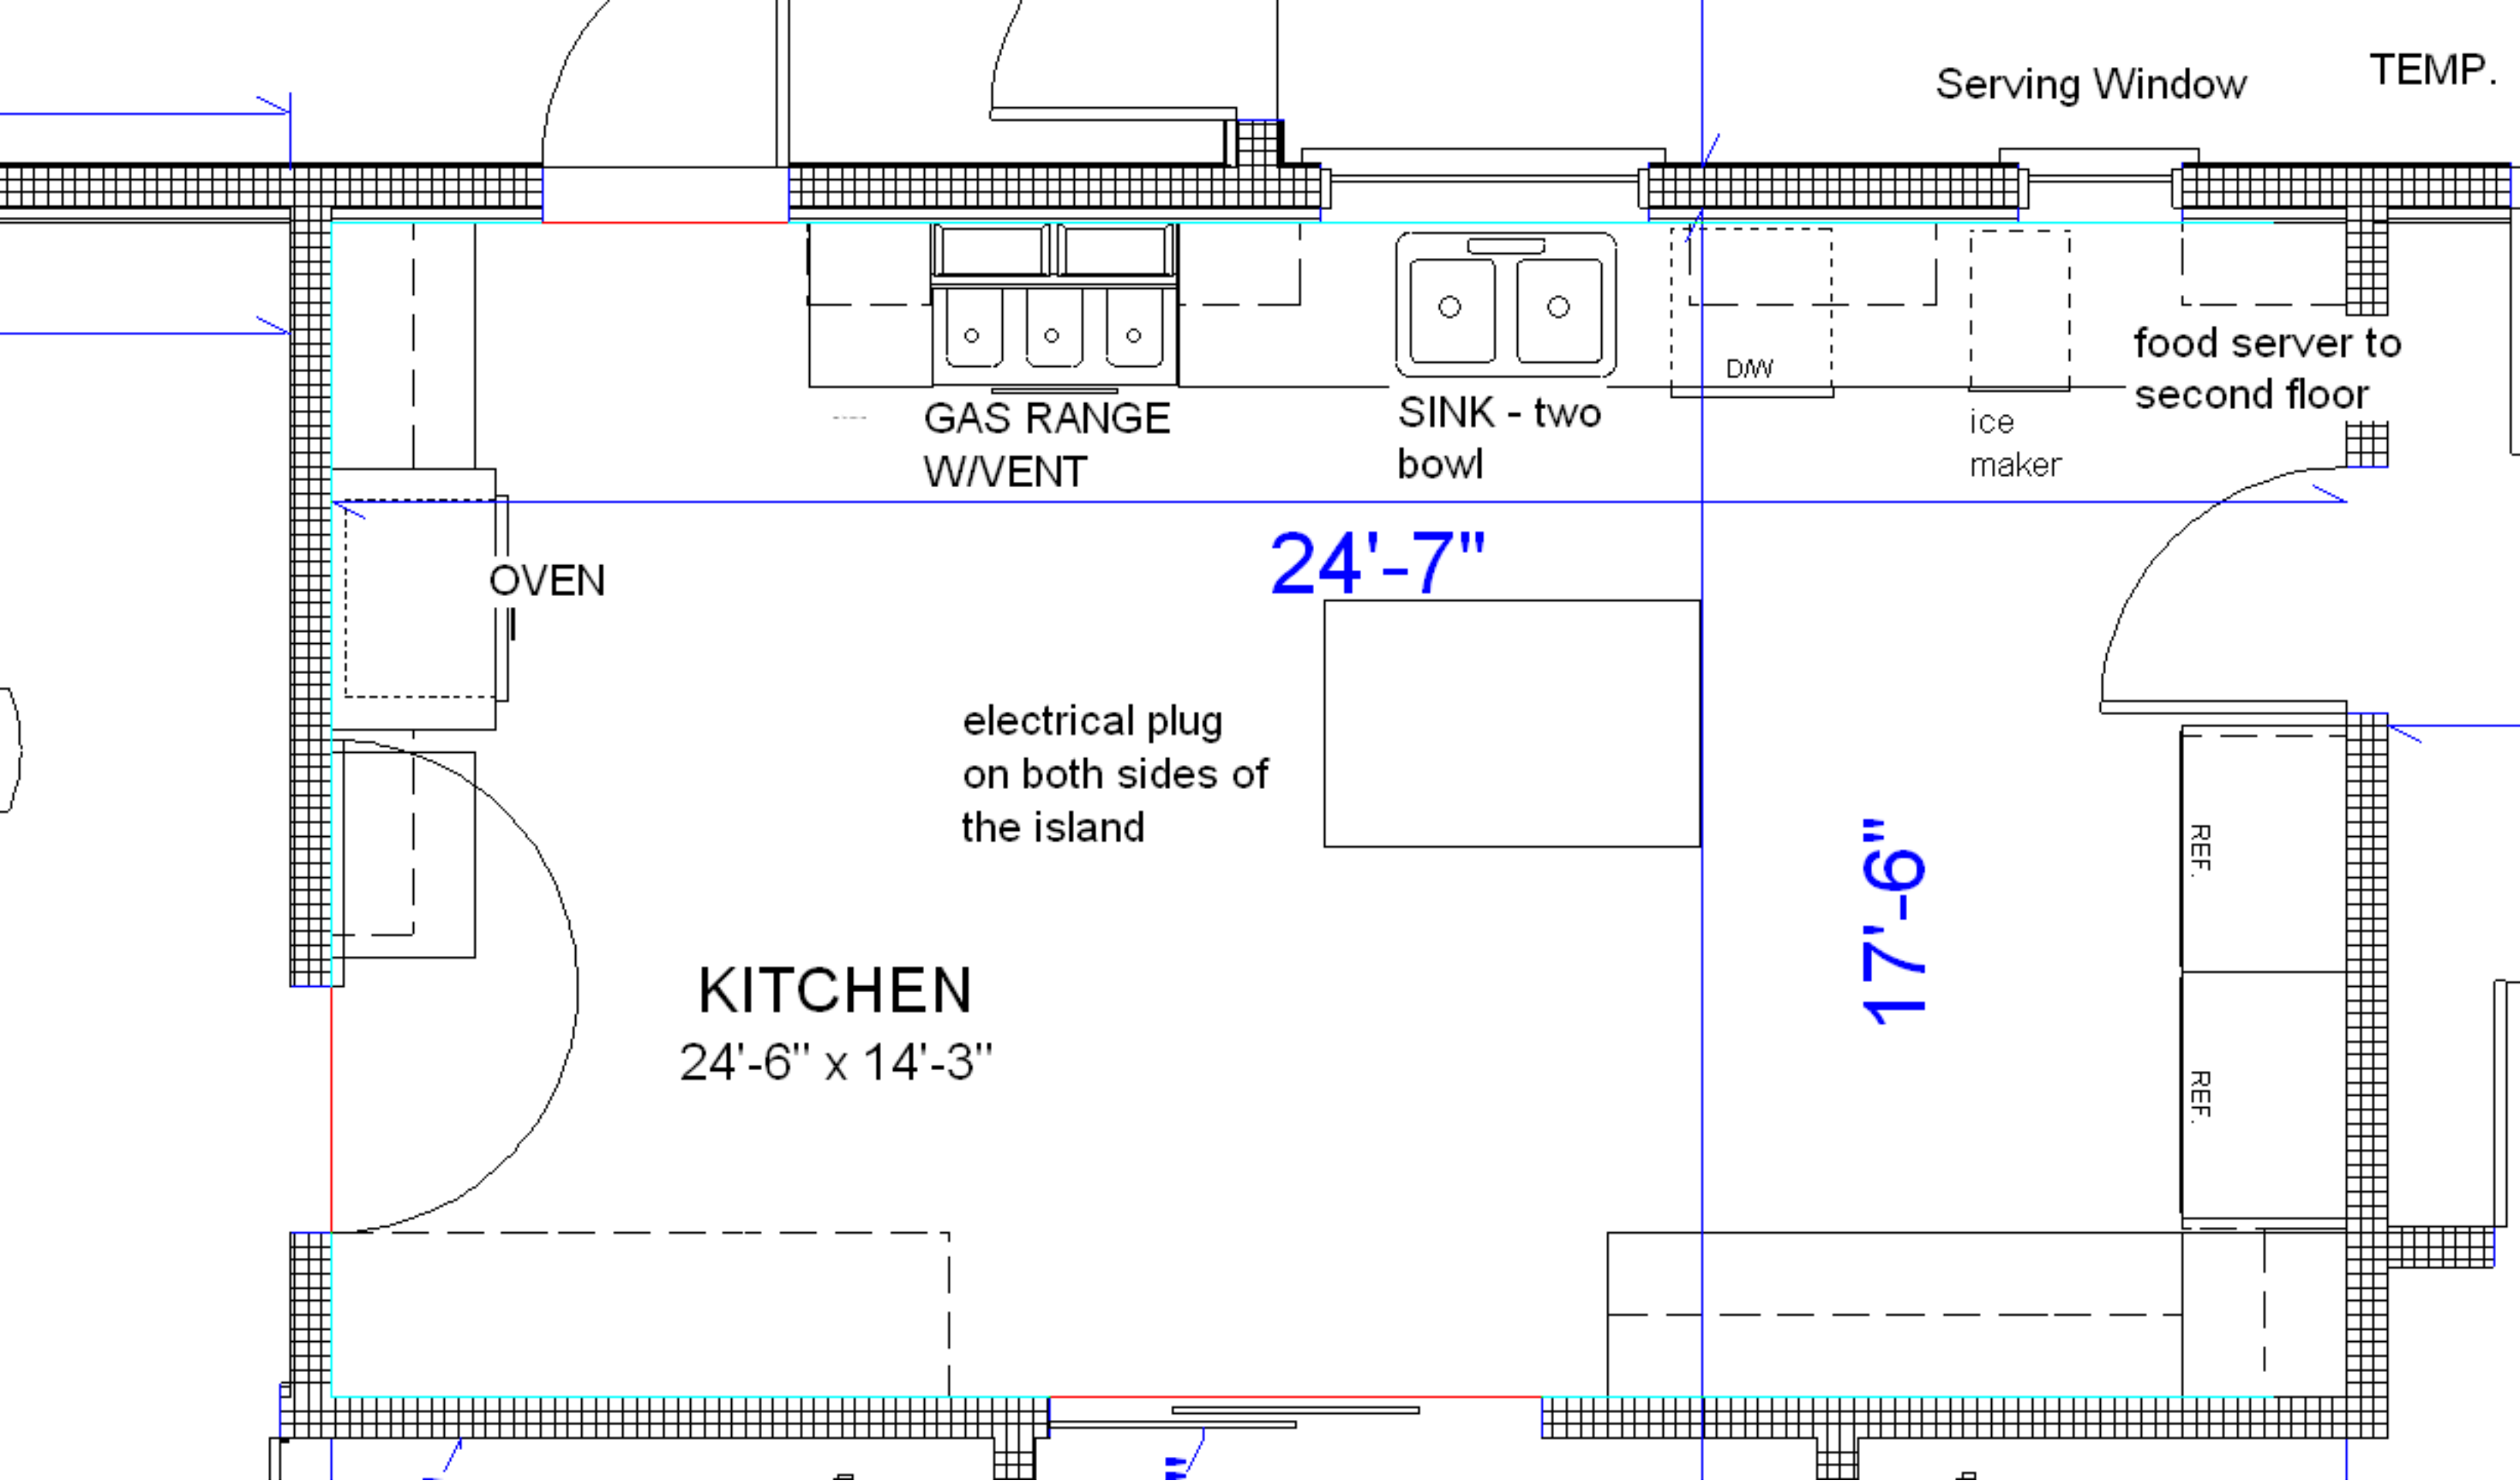 Serving Window
TEMP.
food server to
second floor
D/W
GAS RANGE
W/VENT
SINK - two
bowl
ice
maker
24'-7"
OVEN
electrical plug
on both sides of
the island
17'-6"
REF.
REF.
KITCHEN
24'-6" x 14'-3"